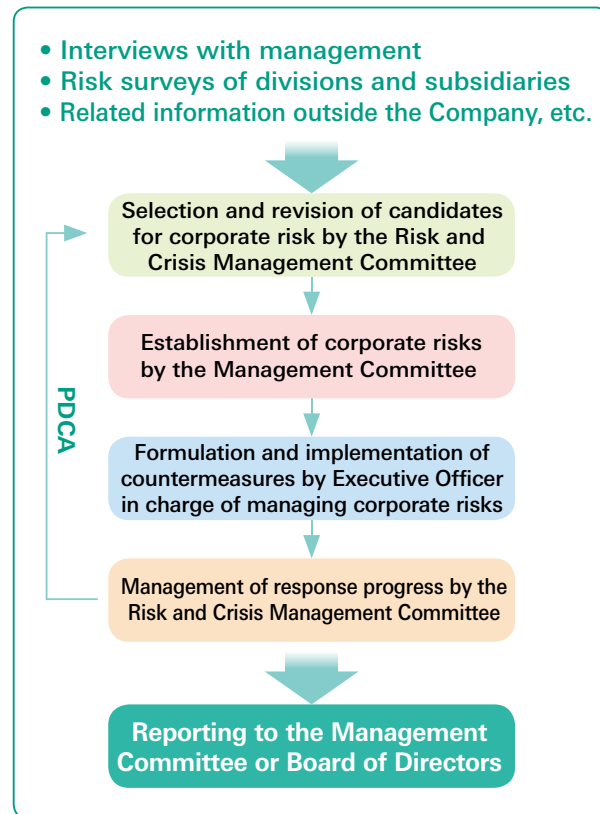 • Interviews with management
• Risk surveys of divisions and subsidiaries
• Related information outside the Company, etc.
Selection and revision of candidates
for corporate risk by the Risk and
Crisis Management Committee
Establishment of corporate risks
by the Management Committee
PDCA
Formulation and implementation of
countermeasures by Executive Officer
in charge of managing corporate risks
Management of response progress by the
Risk and Crisis Management Committee
Reporting to the Management
Committee or Board of Directors